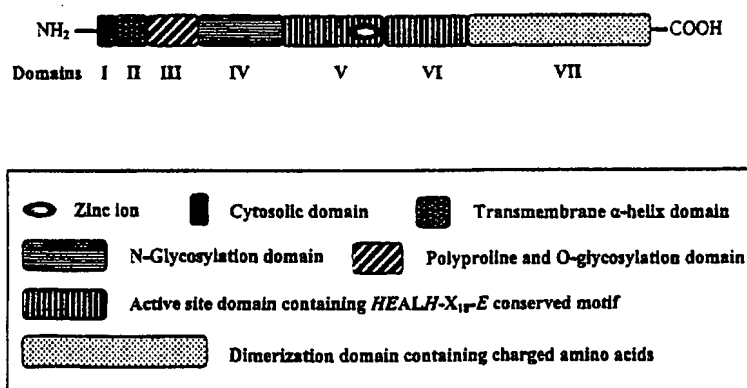 NH₂ COOH
Domains I II III IV V VI VII
Zinc ion Cytosolic domain Transmembrane α-helix domain
N-Glycosylation domain Polyproline and O-glycosylation domain
Active site domain containing HEALH-X₁₈-E conserved motif
Dimerization domain containing charged amino acids